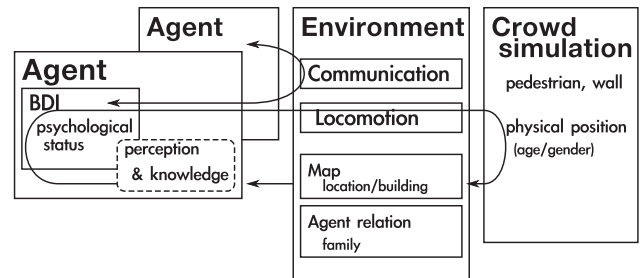 Agent
Agent
BDI
psychological
status
perception
& knowledge
Environment
Communication
Locomotion
Map
location/building
Agent relation
family
Crowd
simulation
pedestrian, wall
physical position
(age/gender)